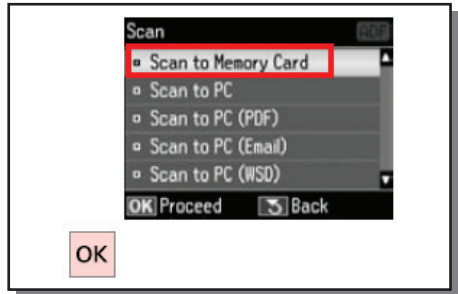 Scan ADF
Scan to Memory Card
Scan to PC
Scan to PC (PDF)
Scan to PC (Email)
Scan to PC (WSD)
OK Proceed Back
OK